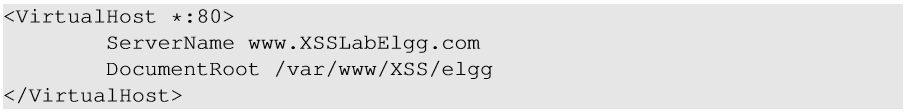 <VirtualHost *:80>
        ServerName www.XSSLabElgg.com
        DocumentRoot /var/www/XSS/elgg
</VirtualHost>